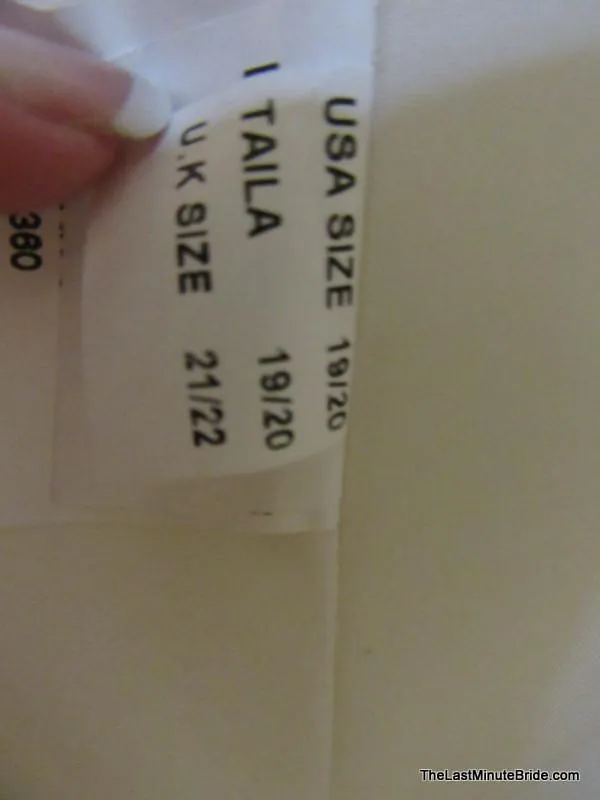 USA SIZE 19/20
I TAILA 19/20
U.K SIZE 21/22
380
TheLastMinuteBride.com